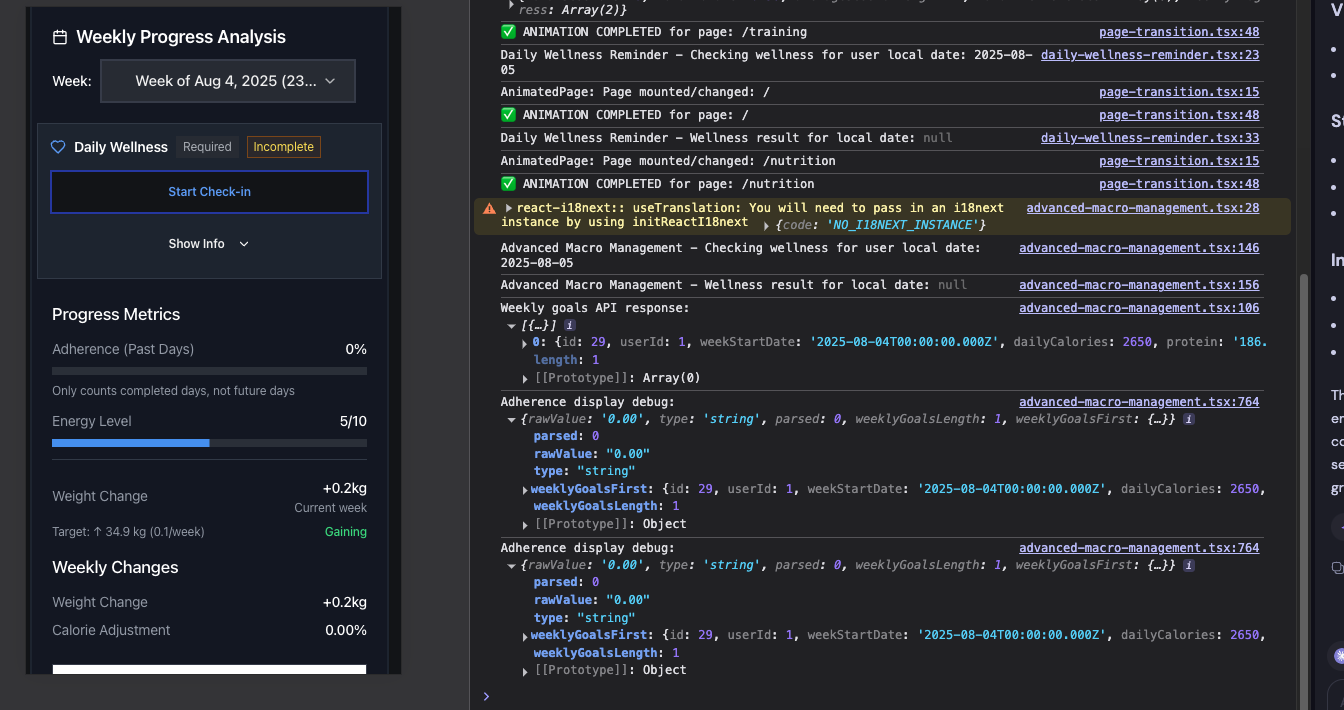 Weekly Progress Analysis
Week:
Week of Aug 4, 2025 (23...
Daily Wellness
Required
Incomplete
Start Check-in
Show Info
Progress Metrics
Adherence (Past Days)
0%
Only counts completed days, not future days
Energy Level
5/10
Weight Change
+0.2kg
Current week
Target: ↑ 34.9 kg (0.1/week)
Gaining
Weekly Changes
Weight Change
+0.2kg
Calorie Adjustment
0.00%
ress: Array(2)}
✅ ANIMATION COMPLETED for page: /training
page-transition.tsx:48
Daily Wellness Reminder – Checking wellness for user local date: 2025-08-
05
daily-wellness-reminder.tsx:23
AnimatedPage: Page mounted/changed: /
page-transition.tsx:15
✅ ANIMATION COMPLETED for page: /
page-transition.tsx:48
Daily Wellness Reminder – Wellness result for local date: null
daily-wellness-reminder.tsx:33
AnimatedPage: Page mounted/changed: /nutrition
page-transition.tsx:15
✅ ANIMATION COMPLETED for page: /nutrition
page-transition.tsx:48
react-i18next:: useTranslation: You will need to pass in an i18next
instance by using initReactI18next {code: 'NO_I18NEXT_INSTANCE'}
advanced-macro-management.tsx:28
Advanced Macro Management – Checking wellness for user local date:
2025-08-05
advanced-macro-management.tsx:146
Advanced Macro Management – Wellness result for local date: null
advanced-macro-management.tsx:156
Weekly goals API response:
advanced-macro-management.tsx:106
[{…}] i
0: {id: 29, userId: 1, weekStartDate: '2025-08-04T00:00:00.000Z', dailyCalories: 2650, protein: '186.
length: 1
[[Prototype]]: Array(0)
Adherence display debug:
advanced-macro-management.tsx:764
{rawValue: '0.00', type: 'string', parsed: 0, weeklyGoalsLength: 1, weeklyGoalsFirst: {…}} i
parsed: 0
rawValue: "0.00"
type: "string"
weeklyGoalsFirst: {id: 29, userId: 1, weekStartDate: '2025-08-04T00:00:00.000Z', dailyCalories: 2650,
weeklyGoalsLength: 1
[[Prototype]]: Object
Adherence display debug:
advanced-macro-management.tsx:764
{rawValue: '0.00', type: 'string', parsed: 0, weeklyGoalsLength: 1, weeklyGoalsFirst: {…}} i
parsed: 0
rawValue: "0.00"
type: "string"
weeklyGoalsFirst: {id: 29, userId: 1, weekStartDate: '2025-08-04T00:00:00.000Z', dailyCalories: 2650,
weeklyGoalsLength: 1
[[Prototype]]: Object